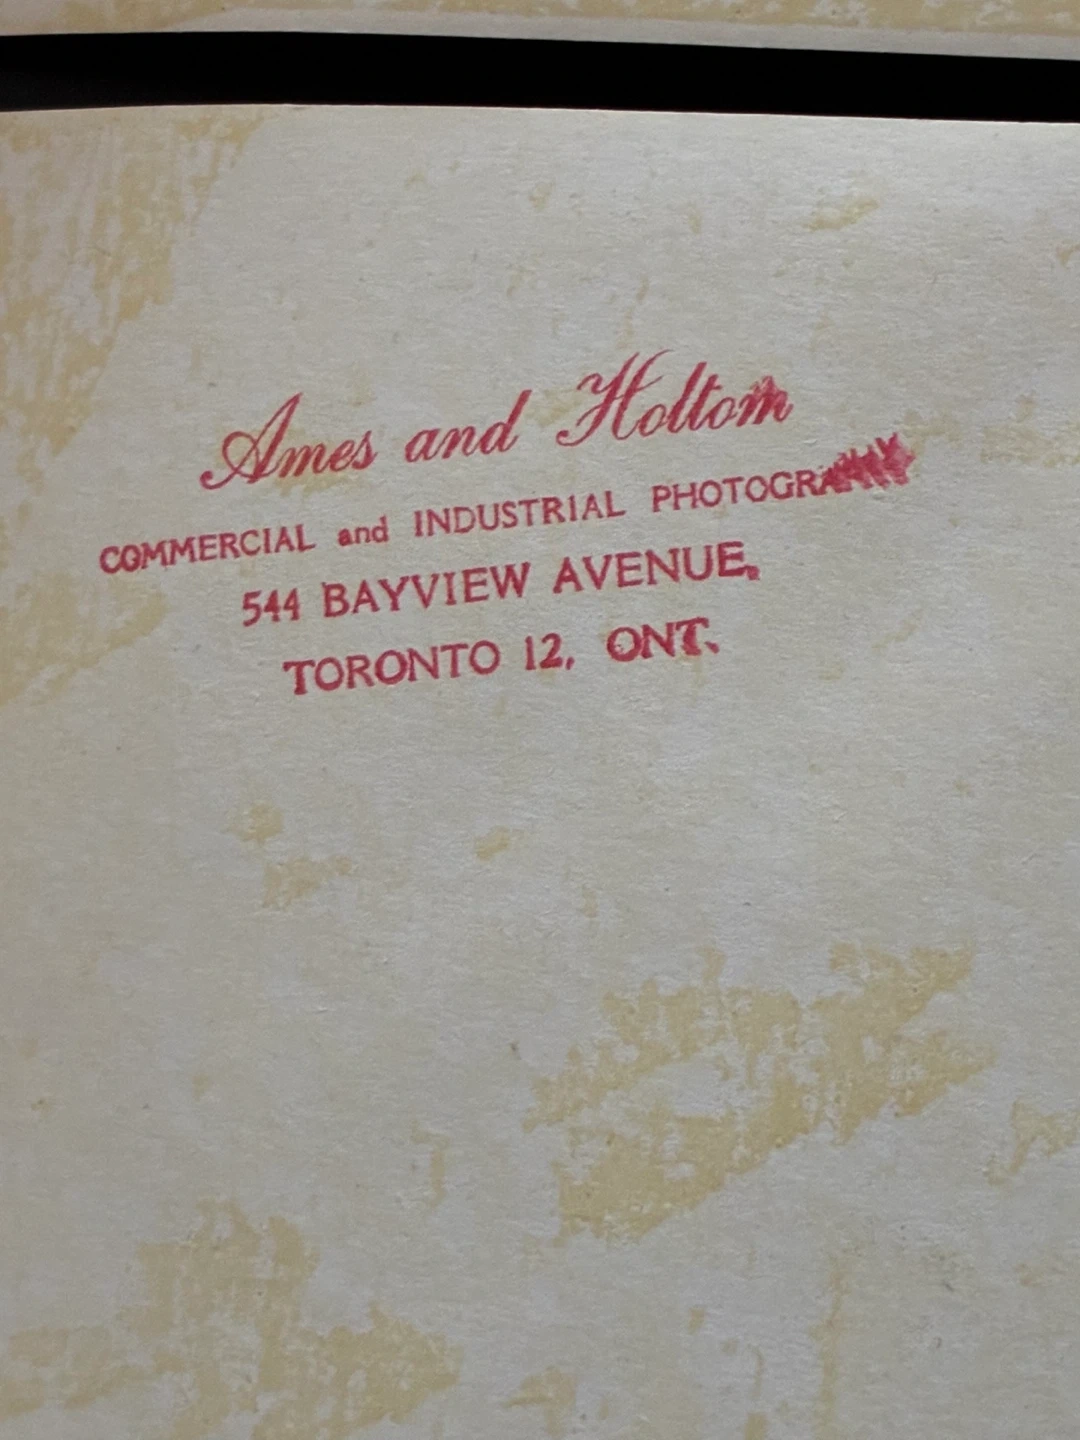 Ames and Holtom
COMMERCIAL and INDUSTRIAL PHOTOGRAPHY
544 BAYVIEW AVENUE,
TORONTO 12, ONT.